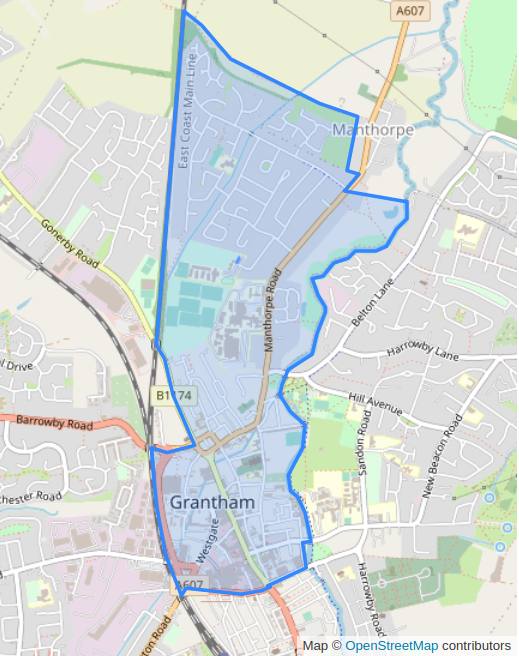 A607
East Coast Main Line
Manthorpe
Gonerby Road
Manthorpe Road
Belton Lane
Harrowby Lane
Drive
B1174
Hill Avenue
Barrowby Road
Sandon Road
New Beacon Road
chester Road
Grantham
Westgate
A607
Harrowby Road
ton Road
Map © OpenStreetMap contributors